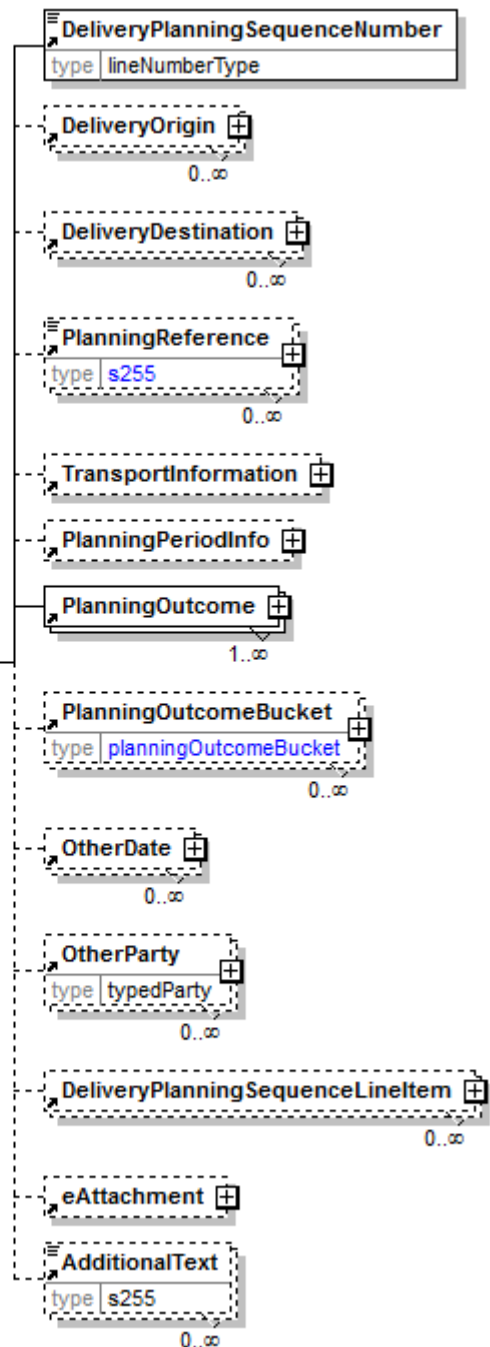 DeliveryPlanningSequenceNumber
type lineNumberType
DeliveryOrigin
0..∞
DeliveryDestination
0..∞
PlanningReference
type s255
0..∞
TransportInformation
PlanningPeriodInfo
PlanningOutcome
1..∞
PlanningOutcomeBucket
type planningOutcomeBucket
0..∞
OtherDate
0..∞
OtherParty
type typedParty
0..∞
DeliveryPlanningSequenceLineItem
0..∞
eAttachment
AdditionalText
type s255
0..∞